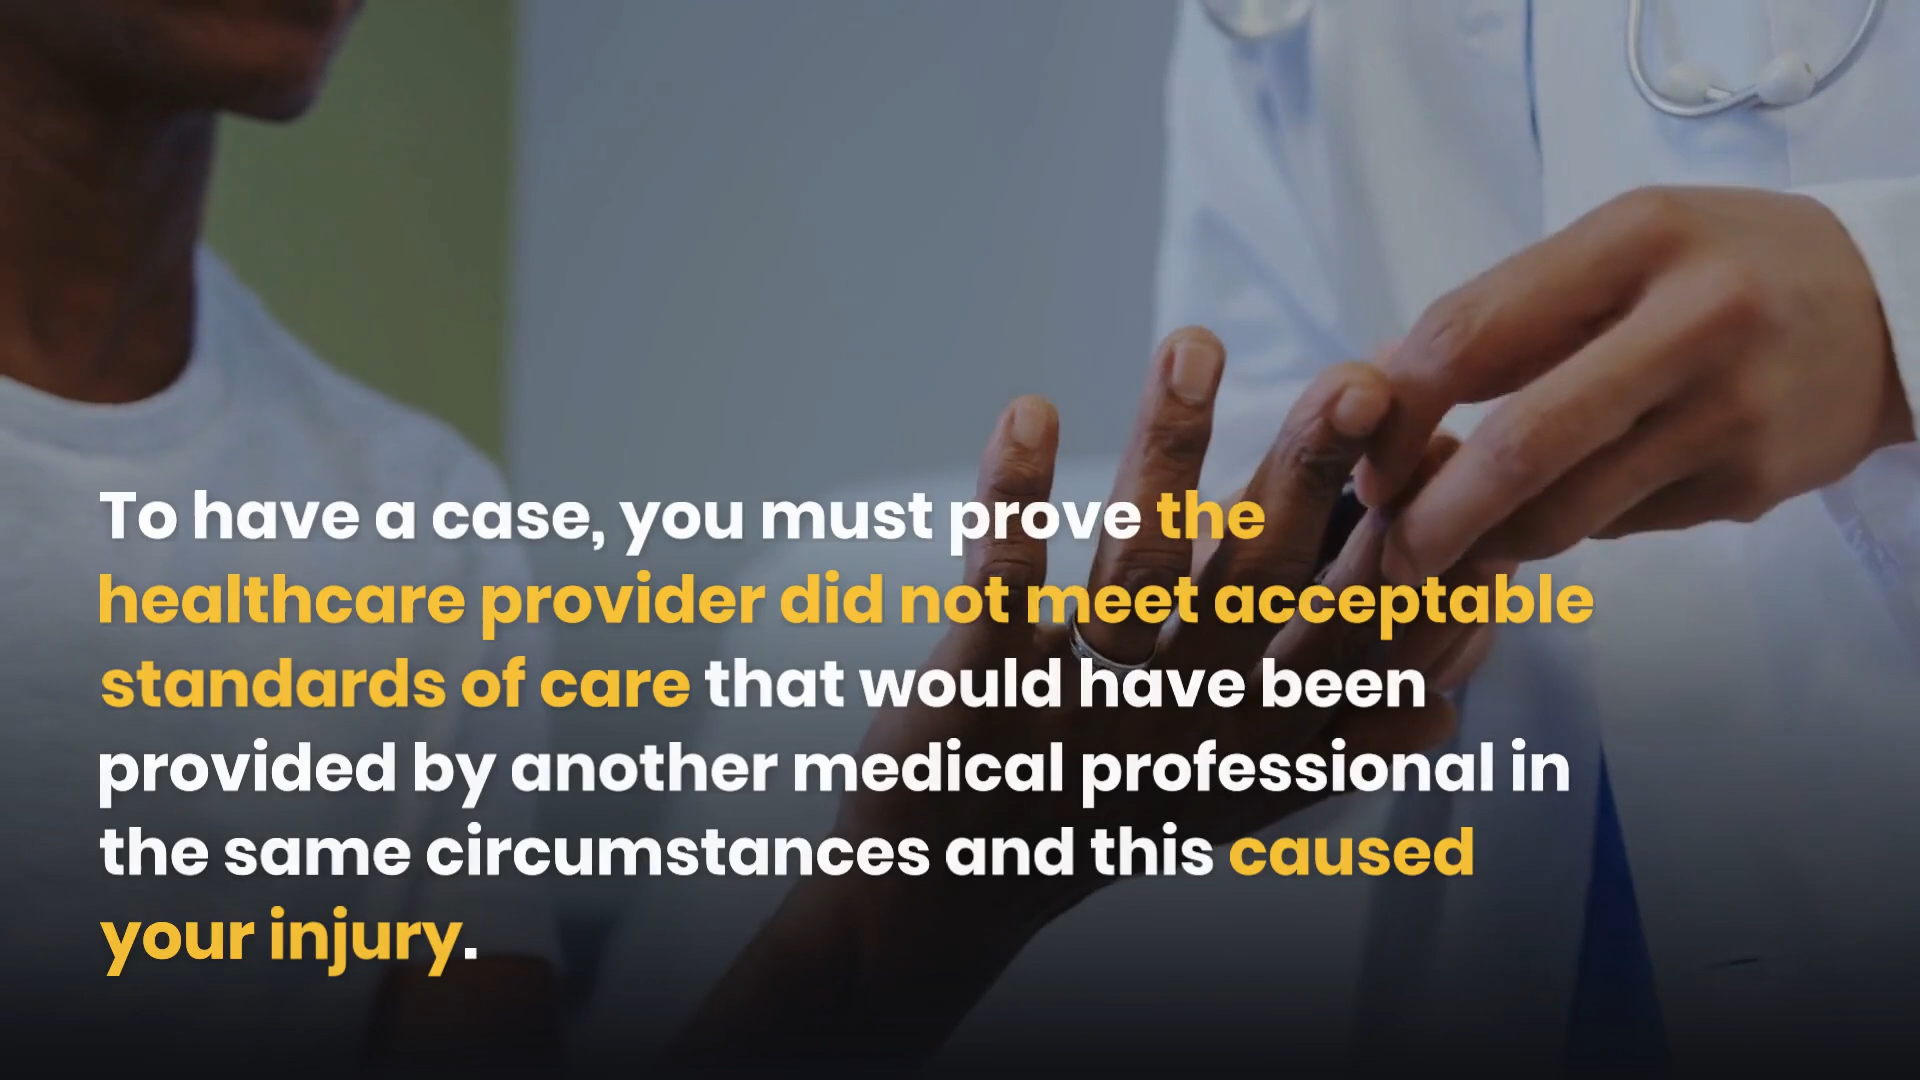 To have a case, you must prove the
healthcare provider did not meet acceptable
standards of care that would have been
provided by another medical professional in
the same circumstances and this caused
your injury.